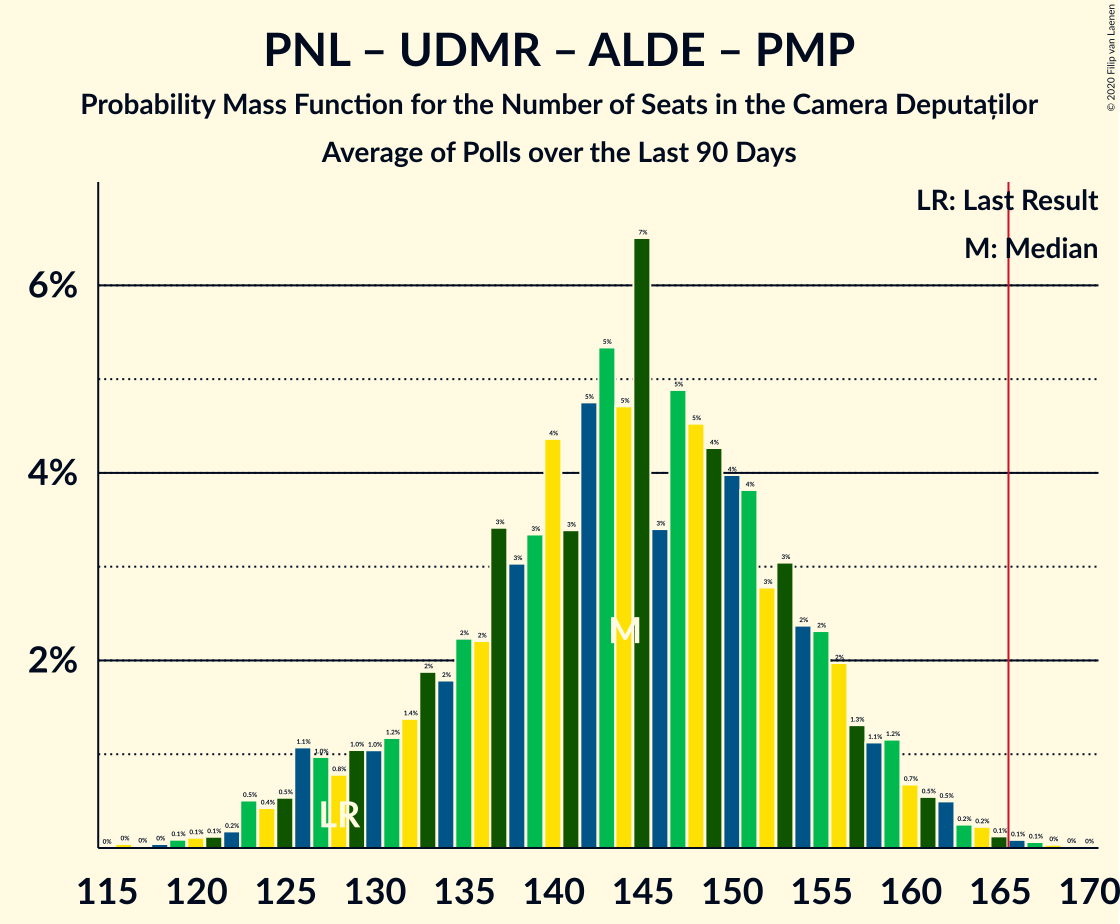 PNL – UDMR – ALDE – PMP
Probability Mass Function for the Number of Seats in the Camera Deputaților
Average of Polls over the Last 90 Days
© 2020 Filip van Laenen
LR: Last Result
M: Median
6%
4%
2%
0% 0% 0% 0% 0.1% 0.1% 0.1% 0.2% 0.5% 0.4% 0.5% 1.1% 1.0% 0.8% 1.0% 1.0% 1.2% 1.4% 2% 2% 2% 2% 3% 3% 3% 4% 3% 5% 5% 5% 7% 3% 5% 5% 4% 4% 4% 3% 3% 2% 2% 2% 1.3% 1.1% 1.2% 0.7% 0.5% 0.5% 0.2% 0.2% 0.1% 0.1% 0.1% 0% 0% 0%
M
LR
115 120 125 130 135 140 145 150 155 160 165 170